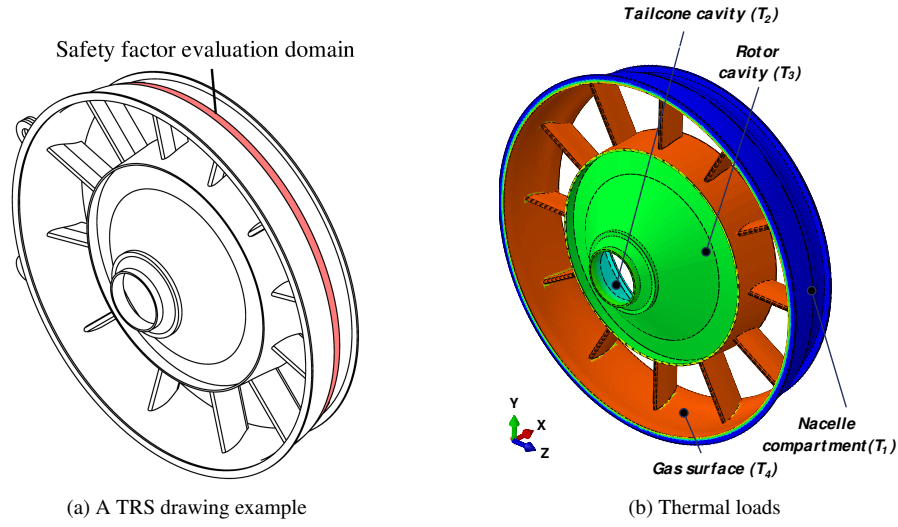 Safety factor evaluation domain
(a) A TRS drawing example
Tailcone cavity (T₂)
Rotor
cavity (T₃)
Y
X
Z
Nacelle
compartment(T₁)
Gas surface (T₄)
(b) Thermal loads